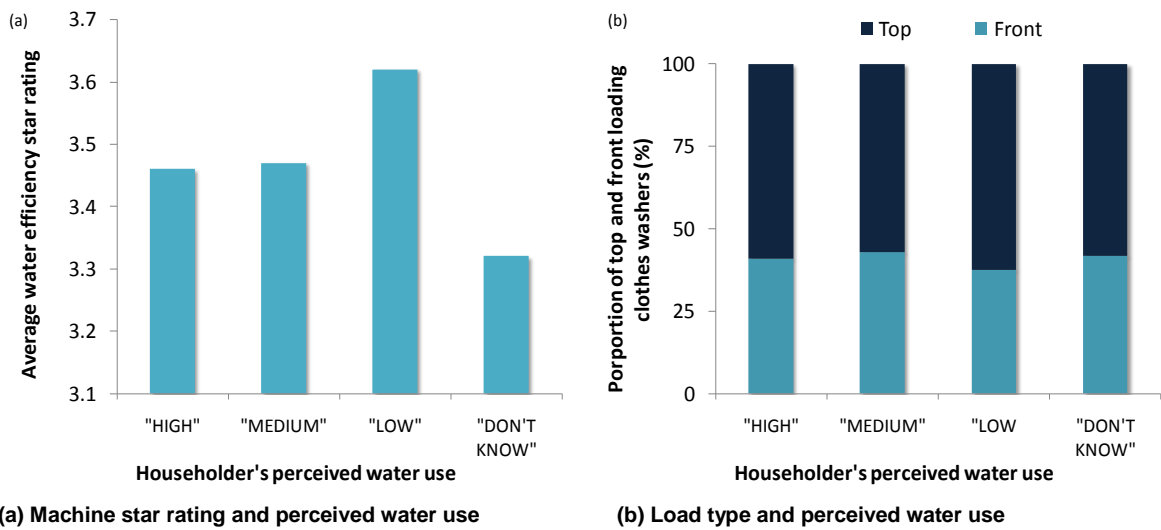 (a)
3.7
3.6
3.5
3.4
3.3
3.2
3.1
Average water efficiency star rating
"HIGH" "MEDIUM" "LOW" "DON'T
KNOW"
Householder's perceived water use
(a) Machine star rating and perceived water use
(b)
Top Front
100
75
50
25
0
Porportion of top and front loading
clothes washers (%)
"HIGH" "MEDIUM" "LOW "DON'T
KNOW"
Householder's perceived water use
(b) Load type and perceived water use